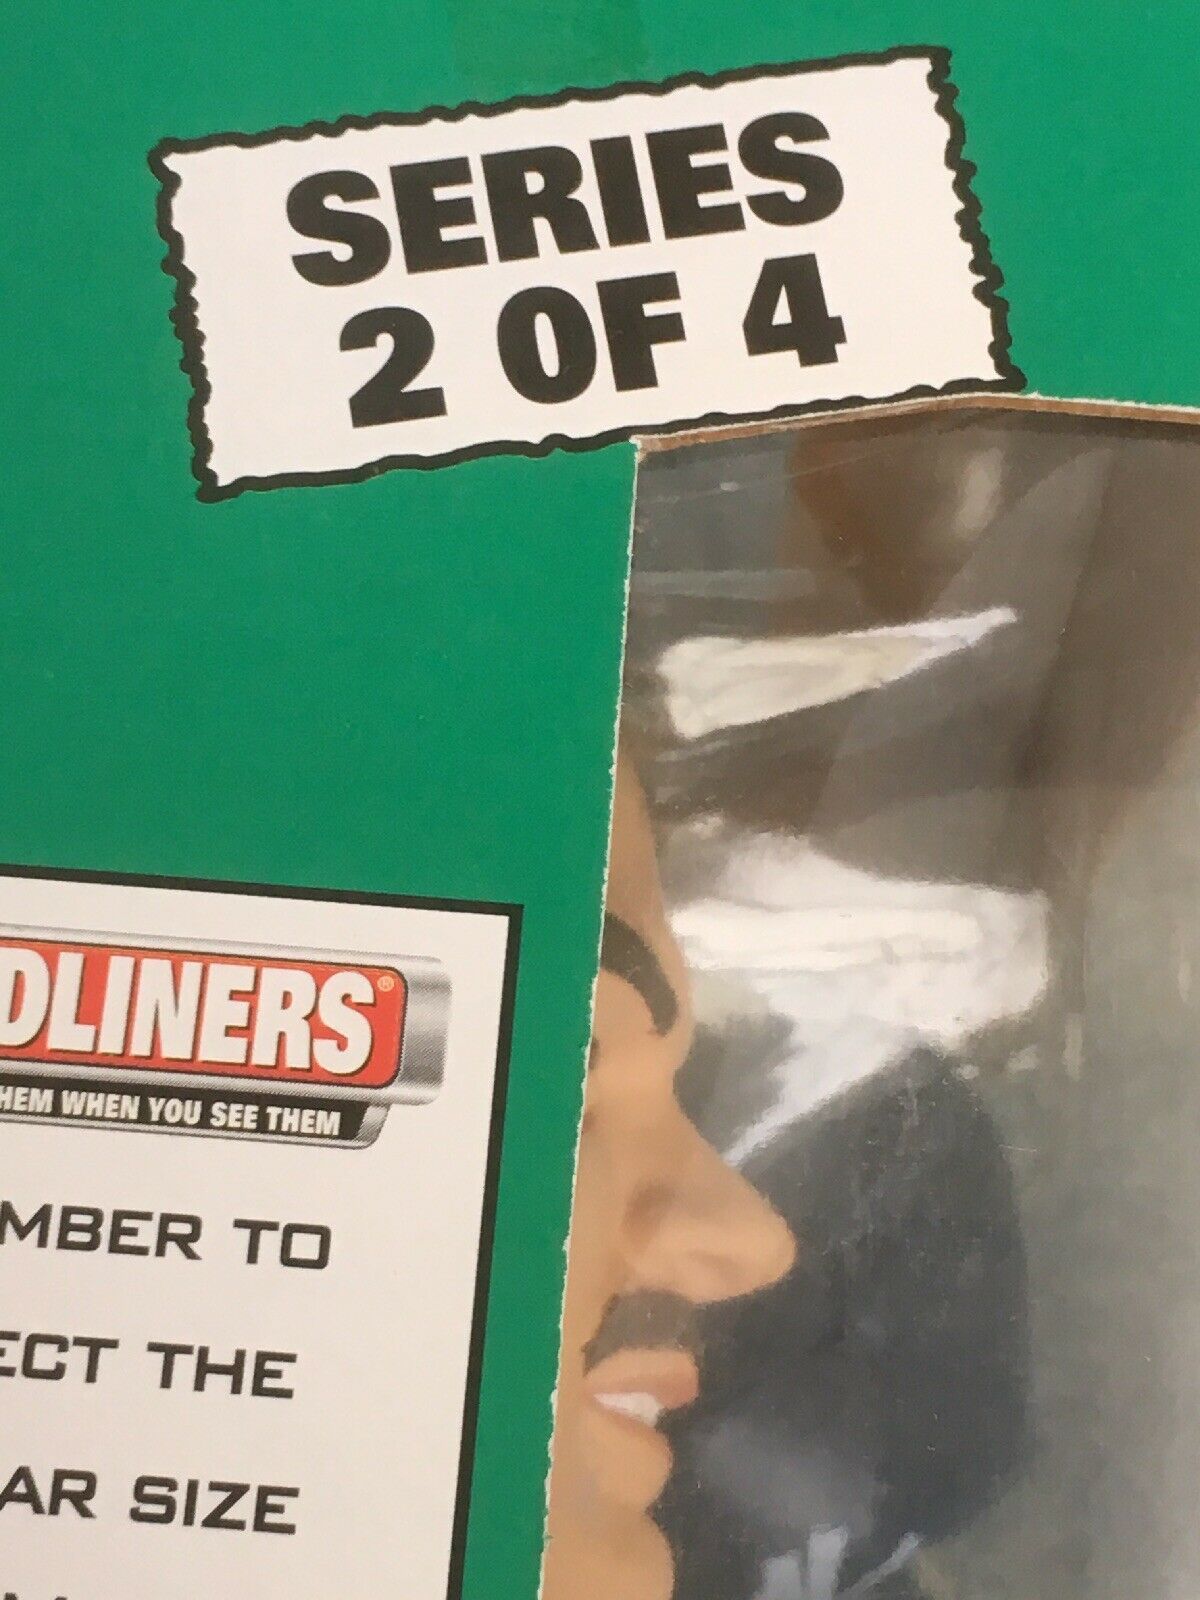 SERIES
2 OF 4
DLINERS®
HEM WHEN YOU SEE THEM
MBER TO
ECT THE
AR SIZE